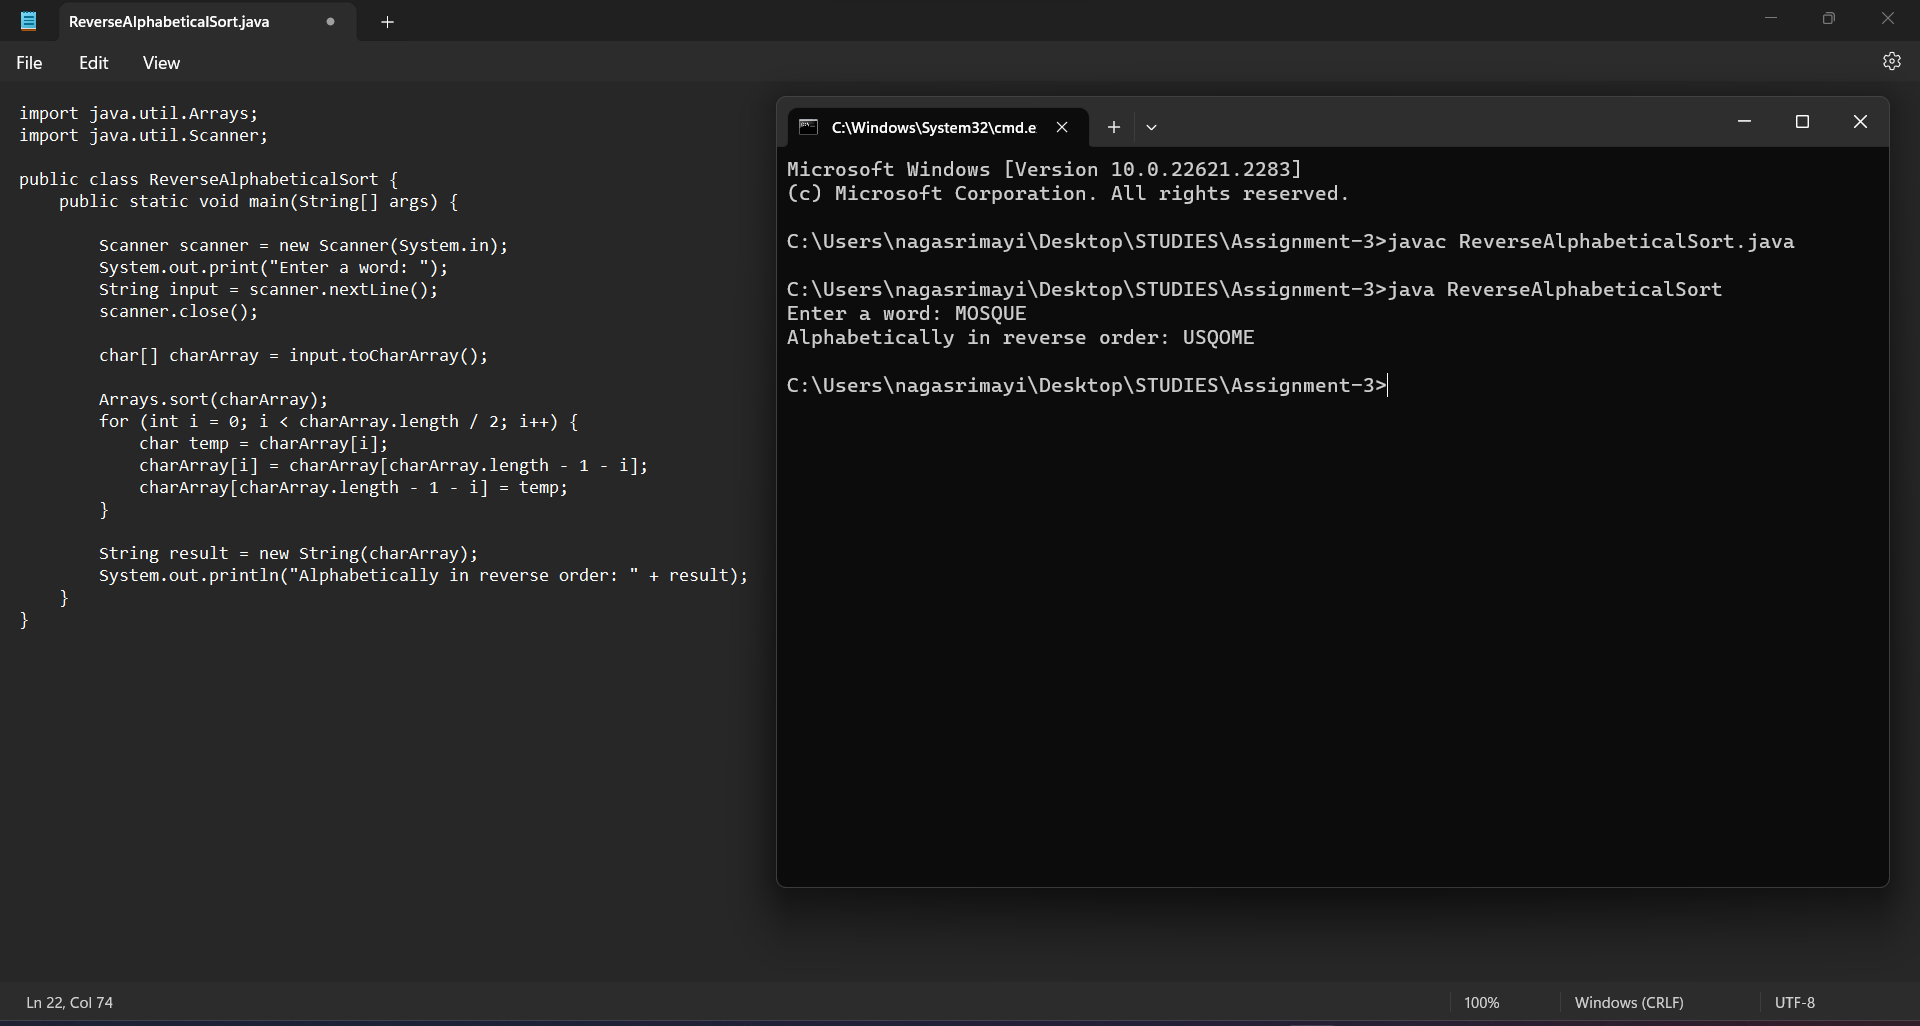 ReverseAlphabeticalSort.java
File Edit View
import java.util.Arrays;
import java.util.Scanner;
public class ReverseAlphabeticalSort {
    public static void main(String[] args) {
        Scanner scanner = new Scanner(System.in);
        System.out.print("Enter a word: ");
        String input = scanner.nextLine();
        scanner.close();
        char[] charArray = input.toCharArray();
        Arrays.sort(charArray);
        for (int i = 0; i < charArray.length / 2; i++) {
            char temp = charArray[i];
            charArray[i] = charArray[charArray.length - 1 - i];
            charArray[charArray.length - 1 - i] = temp;
        }
        String result = new String(charArray);
        System.out.println("Alphabetically in reverse order: " + result);
    }
}
C:\Windows\System32\cmd.e
Microsoft Windows [Version 10.0.22621.2283]
(c) Microsoft Corporation. All rights reserved.
C:\Users\nagasrimayi\Desktop\STUDIES\Assignment-3>javac ReverseAlphabeticalSort.java
C:\Users\nagasrimayi\Desktop\STUDIES\Assignment-3>java ReverseAlphabeticalSort
Enter a word: MOSQUE
Alphabetically in reverse order: USQOME
C:\Users\nagasrimayi\Desktop\STUDIES\Assignment-3>
Ln 22, Col 74 100% Windows (CRLF) UTF-8